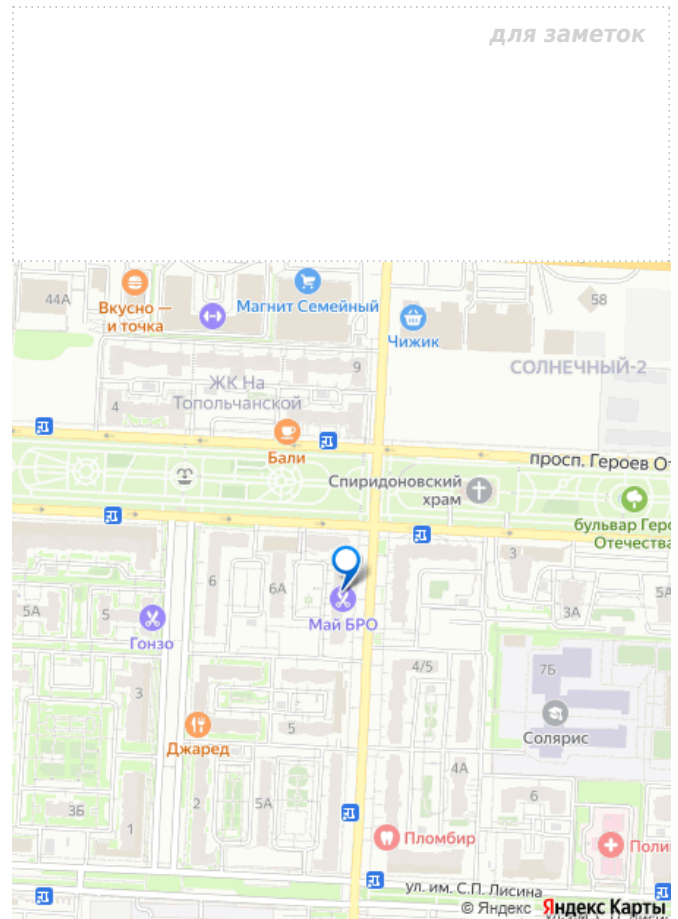 для заметок
44А
Вкусно —
и точка
Магнит Семейный
Чижик
58
СОЛНЕЧНЫЙ-2
9
ЖК На
Топольчанской
4
Бали
просп. Героев От
Спиридоновский
храм
бульвар Геро
Отечества
6
6А
3
5А
5А
5
3А
Май БРО
Гонзо
4/5
7Б
3
Солярис
5
Джаред
4А
6
2
5А
3Б
1
Пломбир
Поли
ул. им. С.П. Лисина
© Яндекс Яндекс Карты